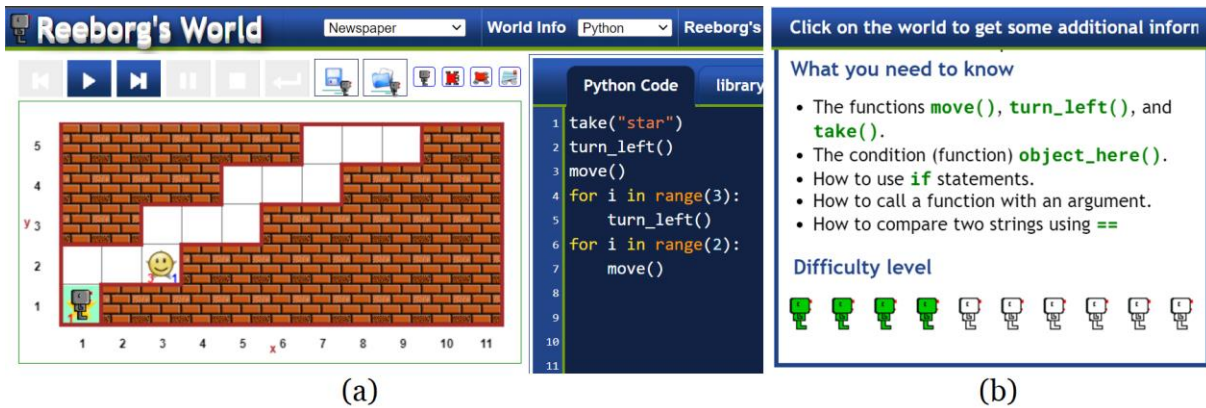 Reeborg's World
Newspaper
World Info
Python
Reeborg's
Python Code
library
1 take("star")
2 turn_left()
3 move()
4 for i in range(3):
5 turn_left()
6 for i in range(2):
7 move()
8
9
10
11
5
4
y 3
2
1
3 1
1
1 2 3 4 5 x 6 7 8 9 10 11
(a)
Click on the world to get some additional inforn
What you need to know
• The functions move(), turn_left(), and
take().
• The condition (function) object_here().
• How to use if statements.
• How to call a function with an argument.
• How to compare two strings using ==
Difficulty level
(b)